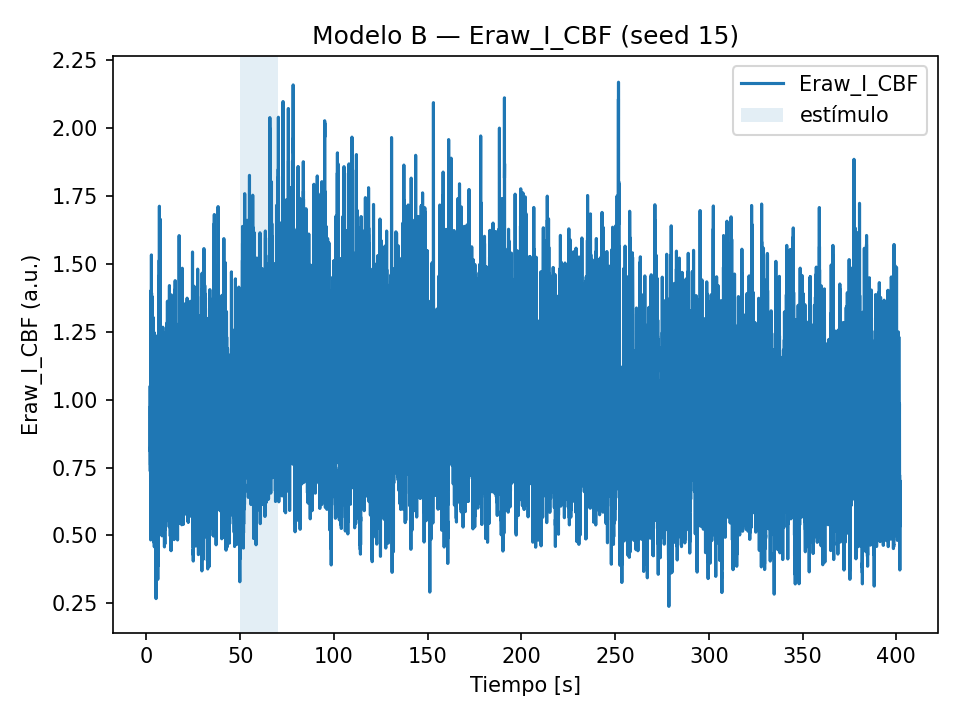 Modelo B — Eraw_I_CBF (seed 15)
Eraw_I_CBF
estímulo
Eraw_I_CBF (a.u.)
2.25
2.00
1.75
1.50
1.25
1.00
0.75
0.50
0.25
0 50 100 150 200 250 300 350 400
Tiempo [s]